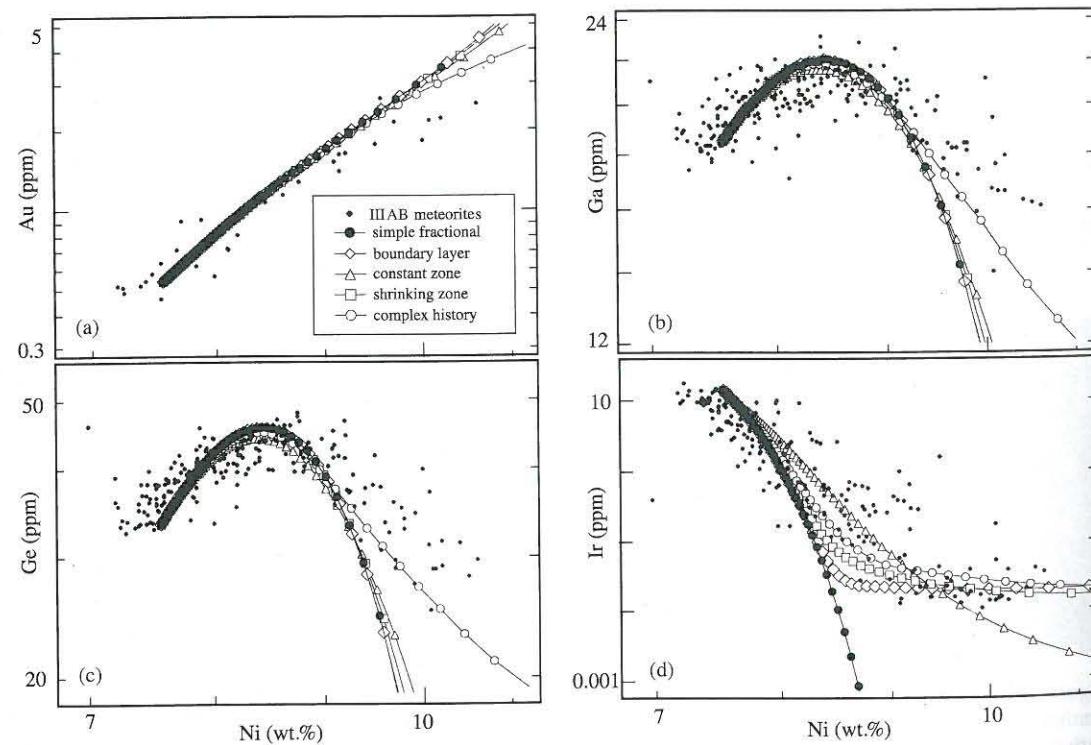 5
Au (ppm)
0.3
(a)
IIIAB meteorites
simple fractional
boundary layer
constant zone
shrinking zone
complex history
24
Ga (ppm)
12
(b)
50
Ge (ppm)
20
(c)
7
10
Ni (wt.%)
10
Ir (ppm)
0.001
(d)
7
10
Ni (wt.%)